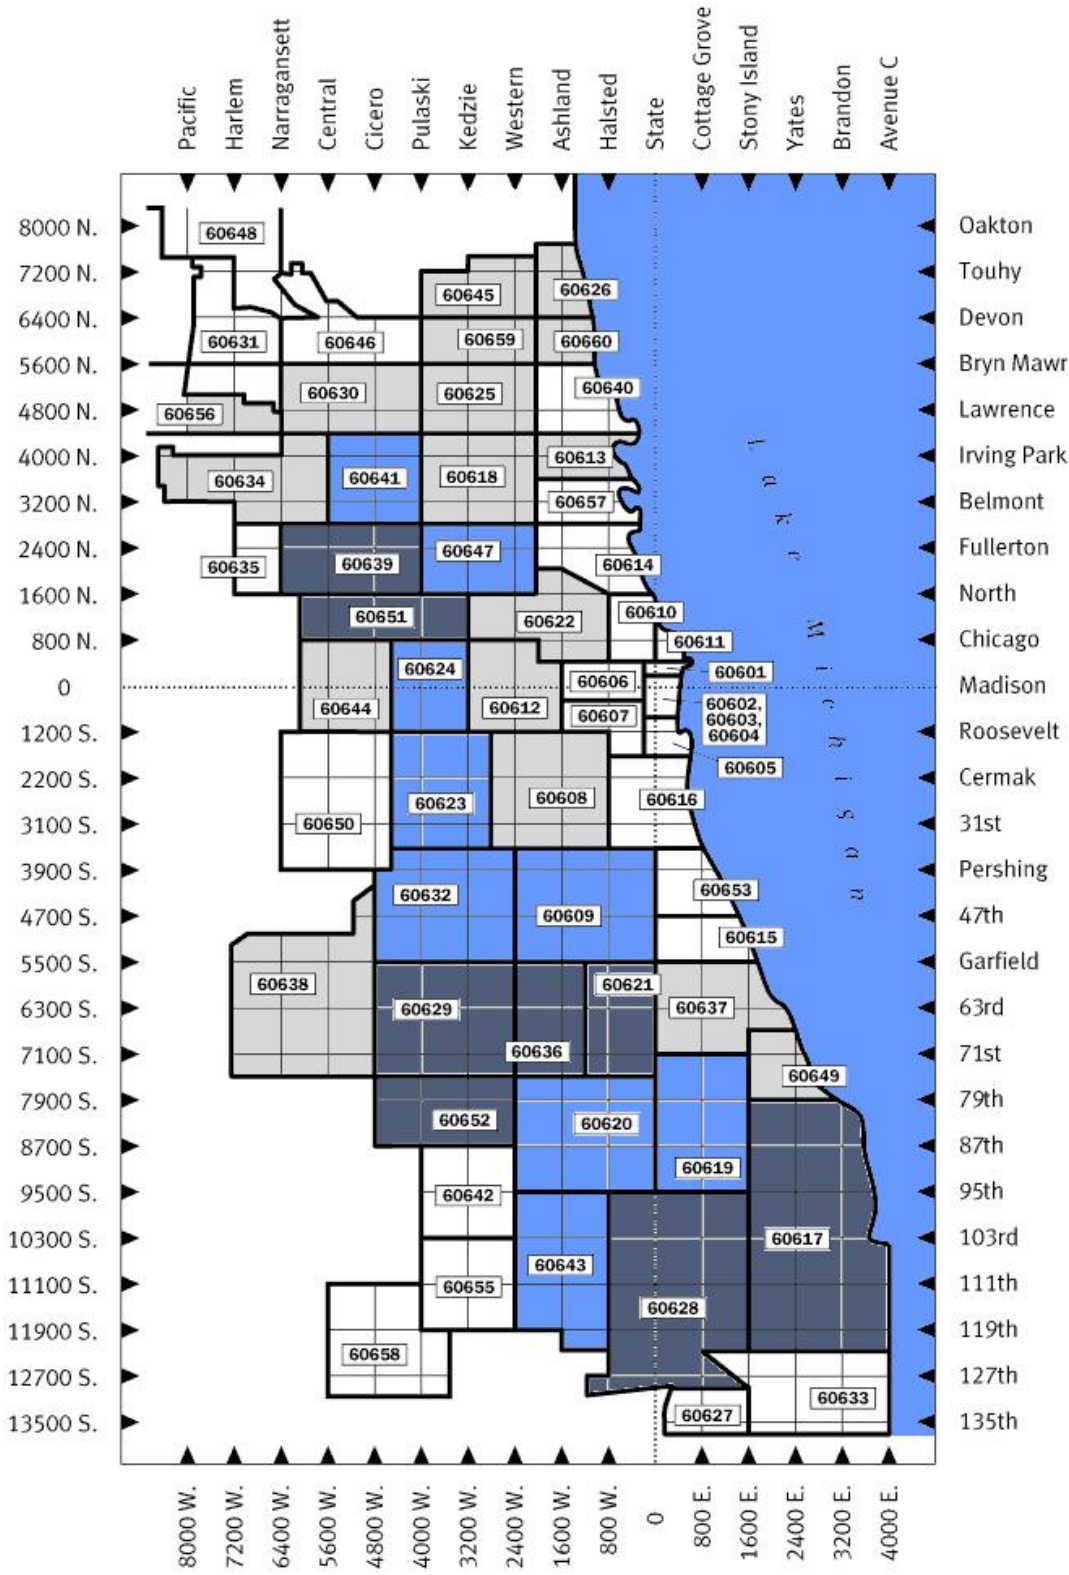 Pacific
Harlem
Narragansett
Central
Cicero
Pulaski
Kedzie
Western
Ashland
Halsted
State
Cottage Grove
Stony Island
Yates
Brandon
Avenue C
8000 N.
60648
Oakton
7200 N.
60645
60626
Touhy
6400 N.
Devon
60631
60646
60659
60660
5600 N.
Bryn Mawr
60630
60625
60640
4800 N.
60656
Lawrence
4000 N.
60613
Irving Park
60634
60641
60618
3200 N.
60657
Belmont
2400 N.
60647
Fullerton
60635
60639
60614
1600 N.
North
60651
60622
60610
800 N.
60611
Chicago
60624
60601
0
60606
Madison
60644
60612
60607
60602,
60603,
60604
1200 S.
Roosevelt
60605
2200 S.
Cermak
60623
60608
60616
3100 S.
60650
31st
3900 S.
Pershing
60632
60653
4700 S.
60609
47th
60615
5500 S.
Garfield
60638
60621
6300 S.
60629
60637
63rd
7100 S.
60636
71st
60649
7900 S.
79th
60652
60620
8700 S.
87th
60619
9500 S.
60642
95th
10300 S.
60617
103rd
60643
11100 S.
60655
111th
60628
11900 S.
119th
60658
12700 S.
127th
60633
60627
13500 S.
135th
Lake Michigan
8000 W.
7200 W.
6400 W.
5600 W.
4800 W.
4000 W.
3200 W.
2400 W.
1600 W.
800 W.
0
800 E.
1600 E.
2400 E.
3200 E.
4000 E.